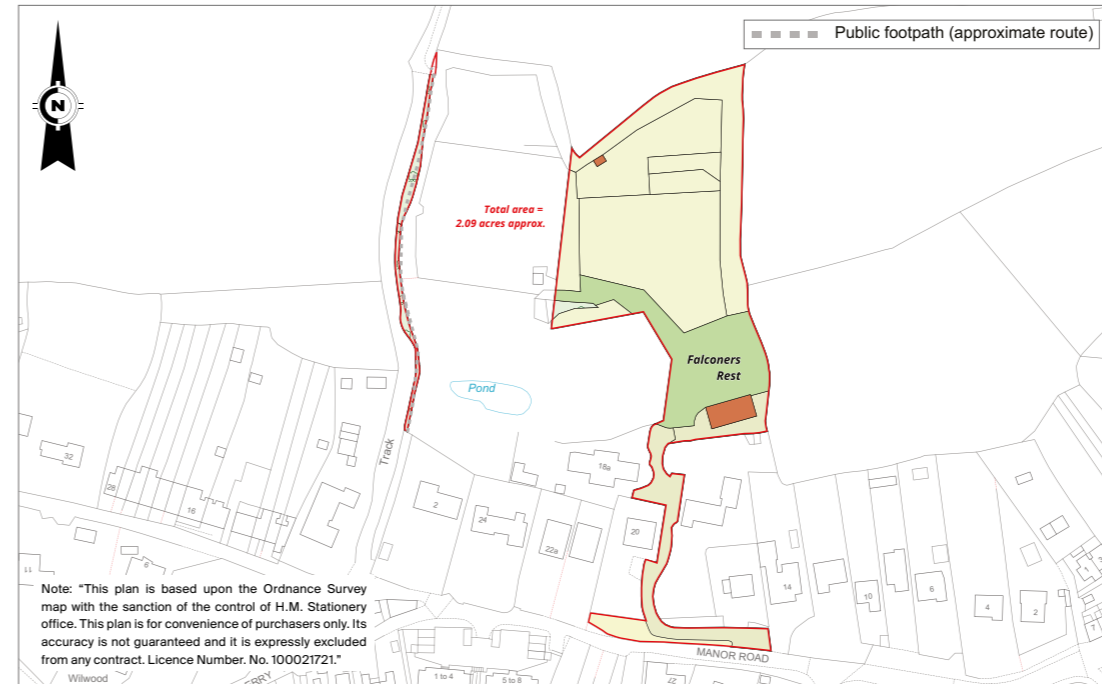 Public footpath (approximate route)
N
Total area =
2.09 acres approx.
Falconers
Rest
Pond
Track
32
28
16
2
24
22a
18a
20
14
10
6
4
2
1
3
7
11
6
Note: “This plan is based upon the Ordnance Survey
map with the sanction of the control of H.M. Stationery
office. This plan is for convenience of purchasers only. Its
accuracy is not guaranteed and it is expressly excluded
from any contract. Licence Number. No. 100021721.”
MANOR ROAD
Wilwood
ERRY
1 to 4
5 to 8